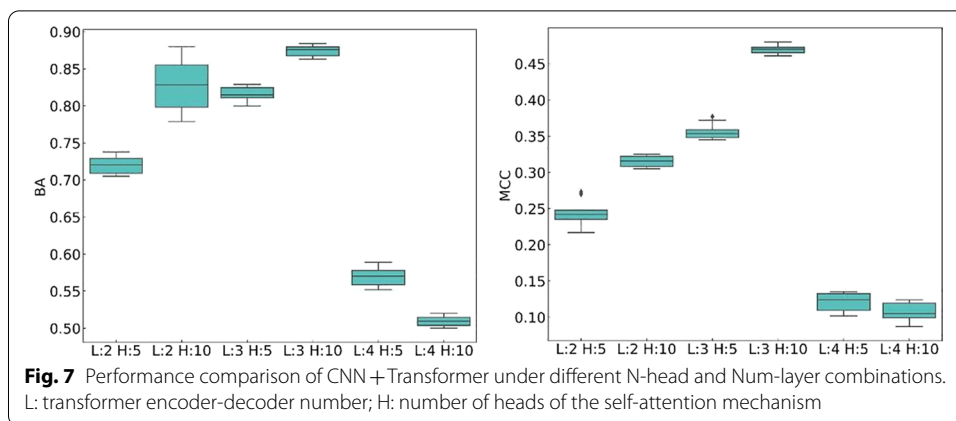 0.90
0.85
0.80
0.75
0.70
0.65
0.60
0.55
0.50
BA
L:2 H:5 L:2 H:10 L:3 H:5 L:3 H:10 L:4 H:5 L:4 H:10
0.45
0.40
0.35
0.30
0.25
0.20
0.15
0.10
MCC
L:2 H:5 L:2 H:10 L:3 H:5 L:3 H:10 L:4 H:5 L:4 H:10
Fig. 7 Performance comparison of CNN + Transformer under different N-head and Num-layer combinations.
L: transformer encoder-decoder number; H: number of heads of the self-attention mechanism